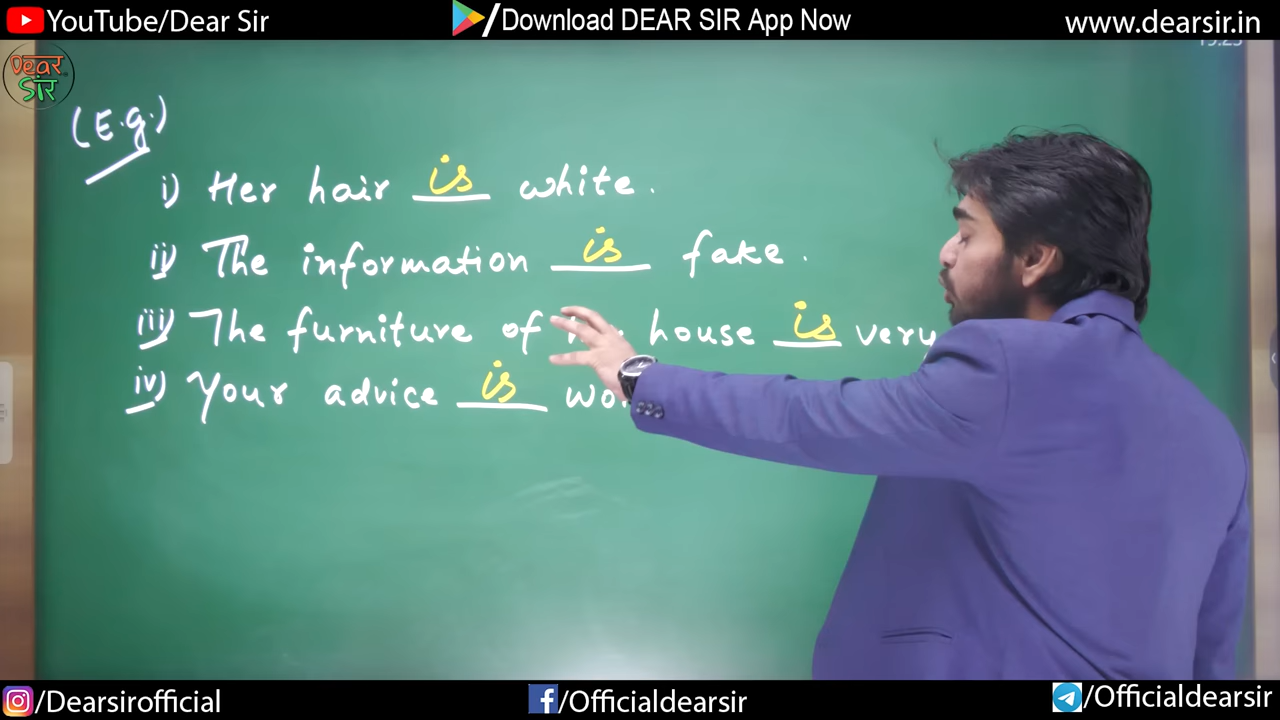 /YouTube/Dear Sir
/Download DEAR SIR App Now
www.dearsir.in
Dear
SIR
(E.g.)
i) Her hair is white.
ii) The information is fake.
iii) The furniture of house is very
iv) Your advice is
/Dearsirofficial
/Officialdearsir
/Officialdearsir